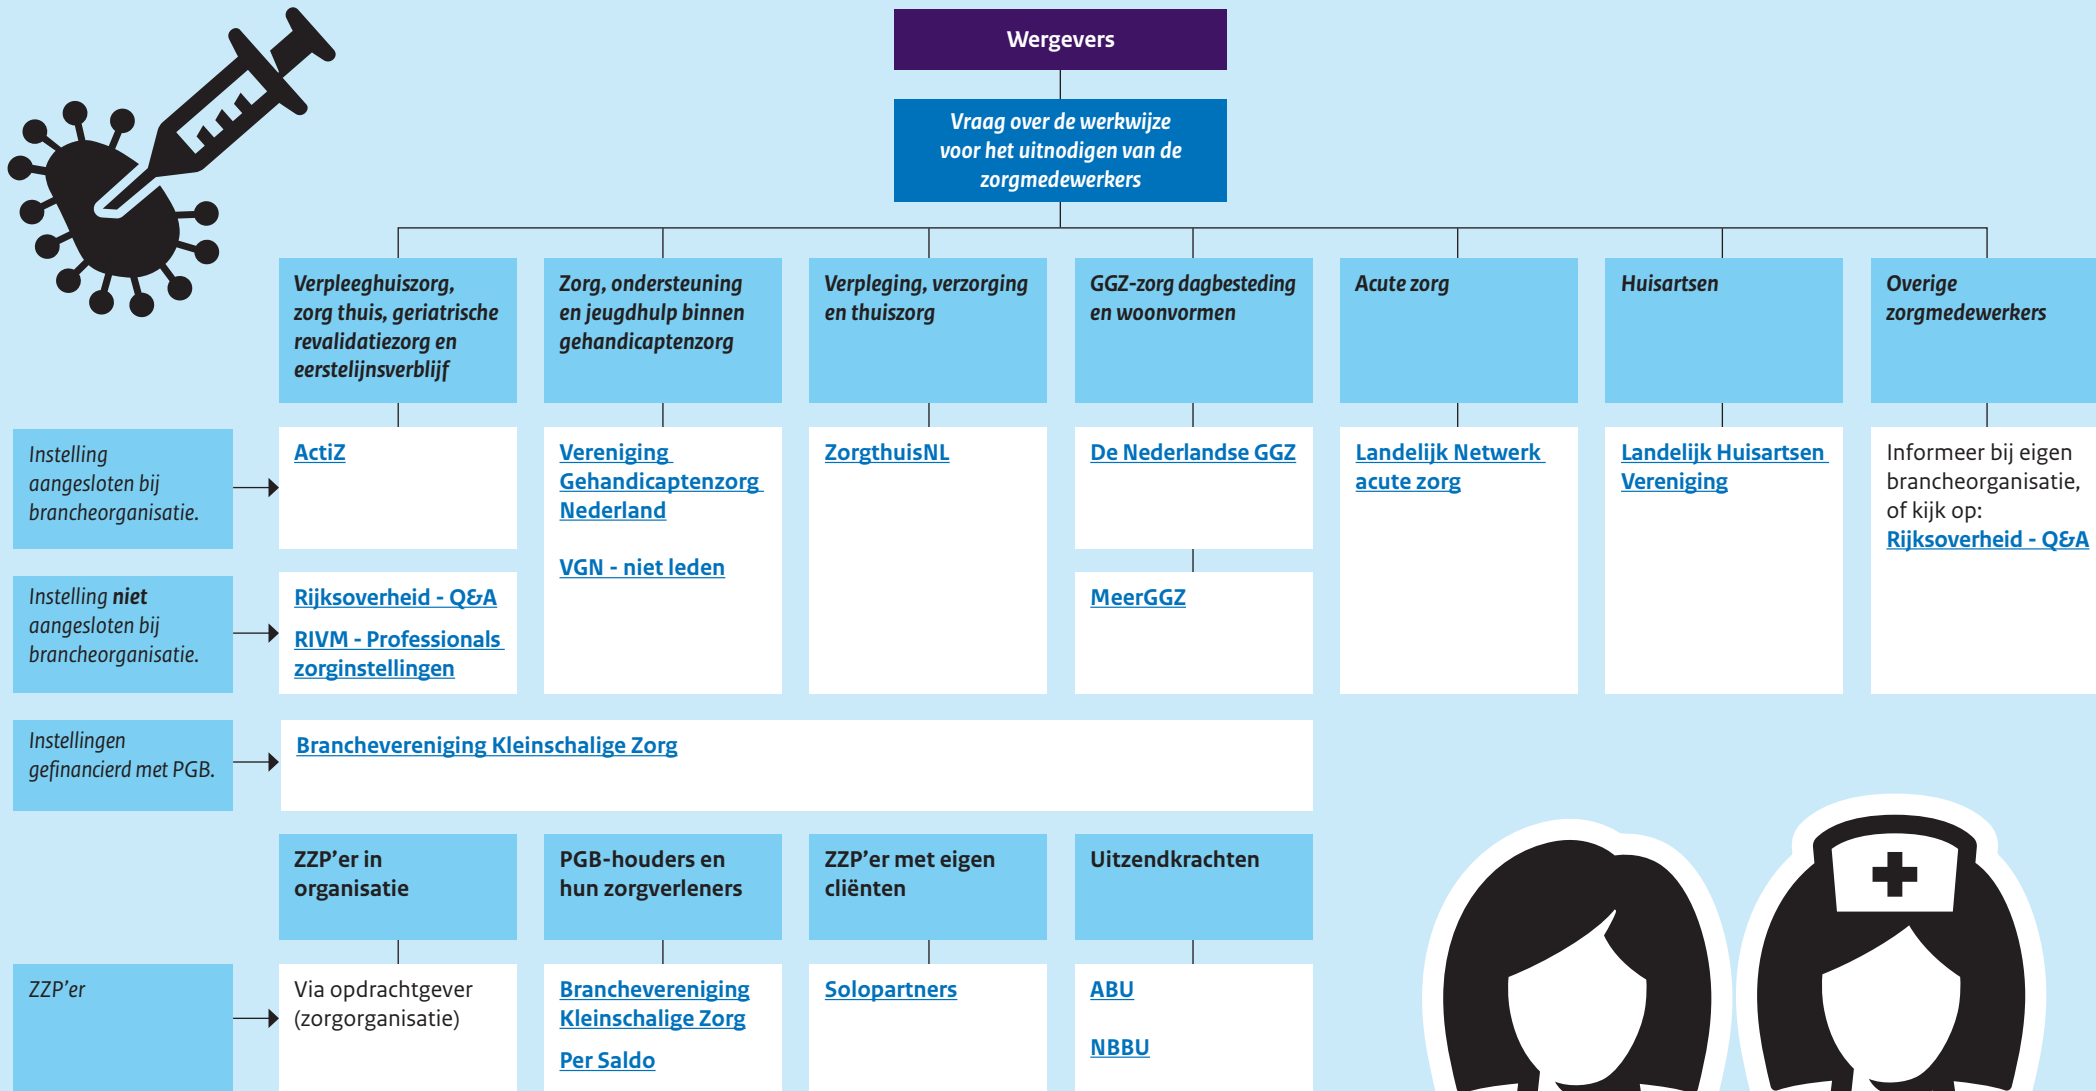 Wergevers
Vraag over de werkwijze
voor het uitnodigen van de
zorgmedewerkers
Verpleeghuiszorg,
zorg thuis, geriatrische
revalidatiezorg en
eerstelijnsverblijf
Zorg, ondersteuning
en jeugdhulp binnen
gehandicaptenzorg
Verpleging, verzorging
en thuiszorg
GGZ-zorg dagbesteding
en woonvormen
Acute zorg
Huisartsen
Overige
zorgmedewerkers
Instelling
aangesloten bij
brancheorganisatie.
ActiZ
Vereniging
Gehandicaptenzorg
Nederland
VGN - niet leden
ZorgthuisNL
De Nederlandse GGZ
Landelijk Netwerk
acute zorg
Landelijk Huisartsen
Vereniging
Informeer bij eigen
brancheorganisatie,
of kijk op:
Rijksoverheid - Q&A
Instelling niet
aangesloten bij
brancheorganisatie.
Rijksoverheid - Q&A
RIVM - Professionals
zorginstellingen
MeerGGZ
Instellingen
gefinancierd met PGB.
Branchevereniging Kleinschalige Zorg
ZZP’er in
organisatie
PGB-houders en
hun zorgverleners
ZZP’er met eigen
cliënten
Uitzendkrachten
ZZP’er
Via opdrachtgever
(zorgorganisatie)
Branchevereniging
Kleinschalige Zorg
Per Saldo
Solopartners
ABU
NBBU